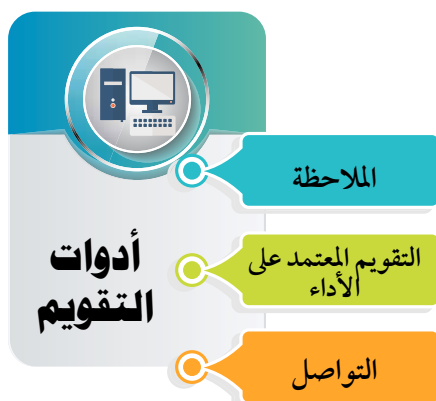 أدوات
التقويم
الملاحظة
التقويم المعتمد على
الأداء
التواصل